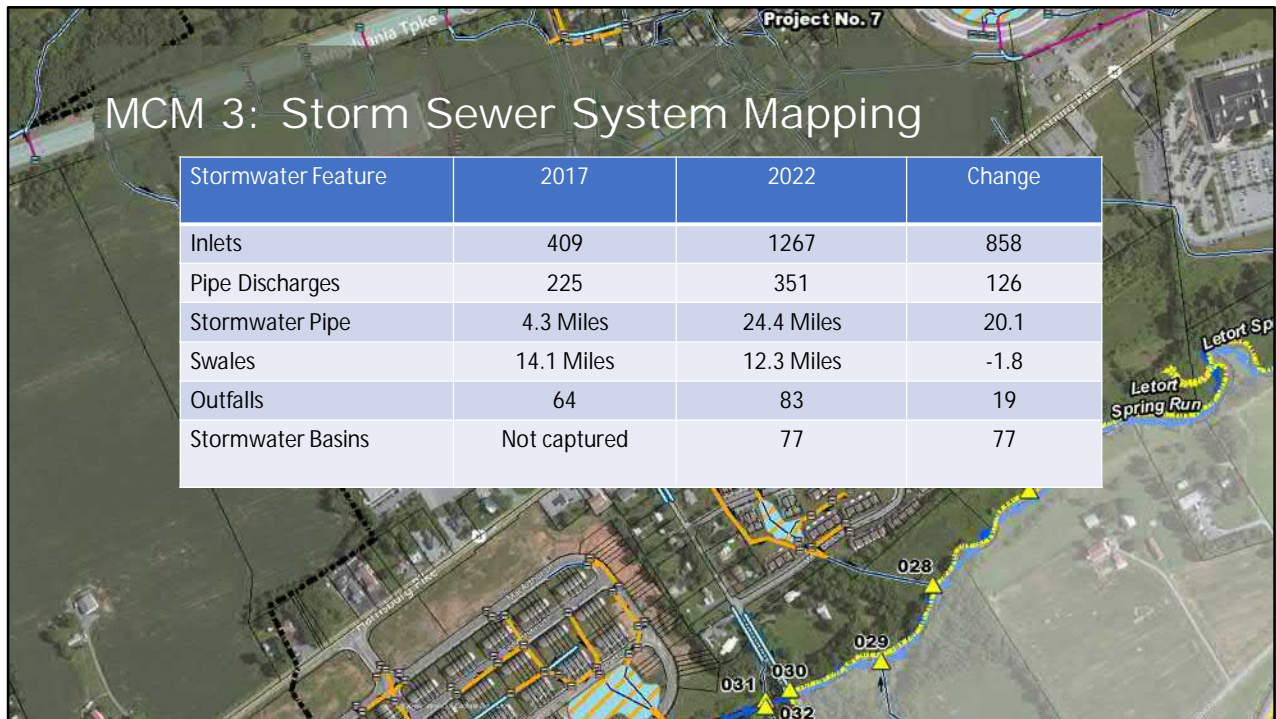 Project No. 7
MCM 3: Storm Sewer System Mapping
Stormwater Feature 2017 2022 Change
Inlets 409 1267 858
Pipe Discharges 225 351 126
Stormwater Pipe 4.3 Miles 24.4 Miles 20.1
Swales 14.1 Miles 12.3 Miles -1.8
Outfalls 64 83 19
Stormwater Basins Not captured 77 77
Letort Sp
Letort
Spring Run
028
029
030
031
032